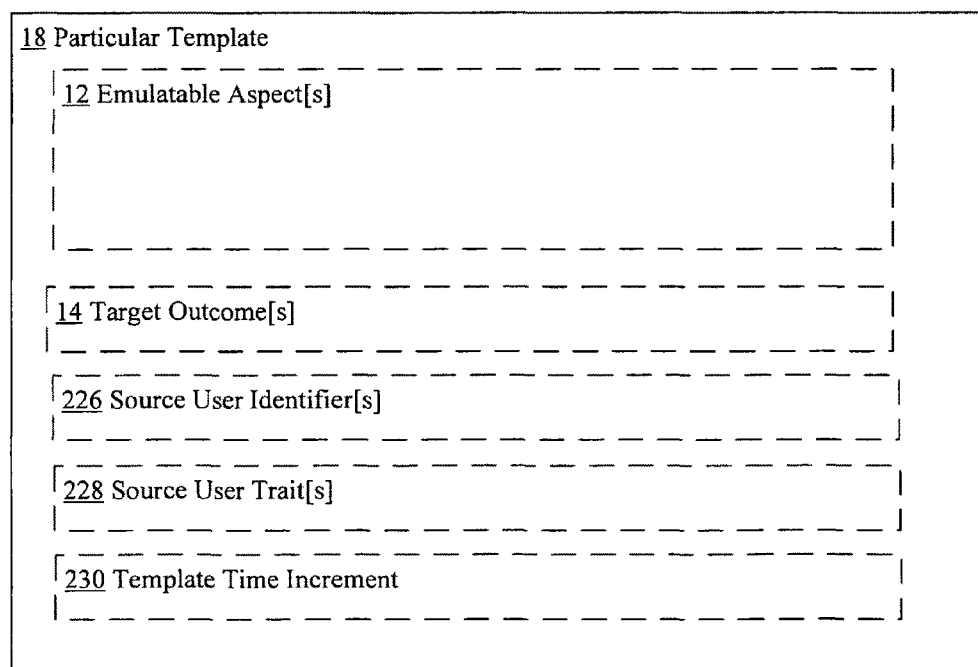 18 Particular Template
12 Emulatable Aspect[s]
14 Target Outcome[s]
226 Source User Identifier[s]
228 Source User Trait[s]
230 Template Time Increment